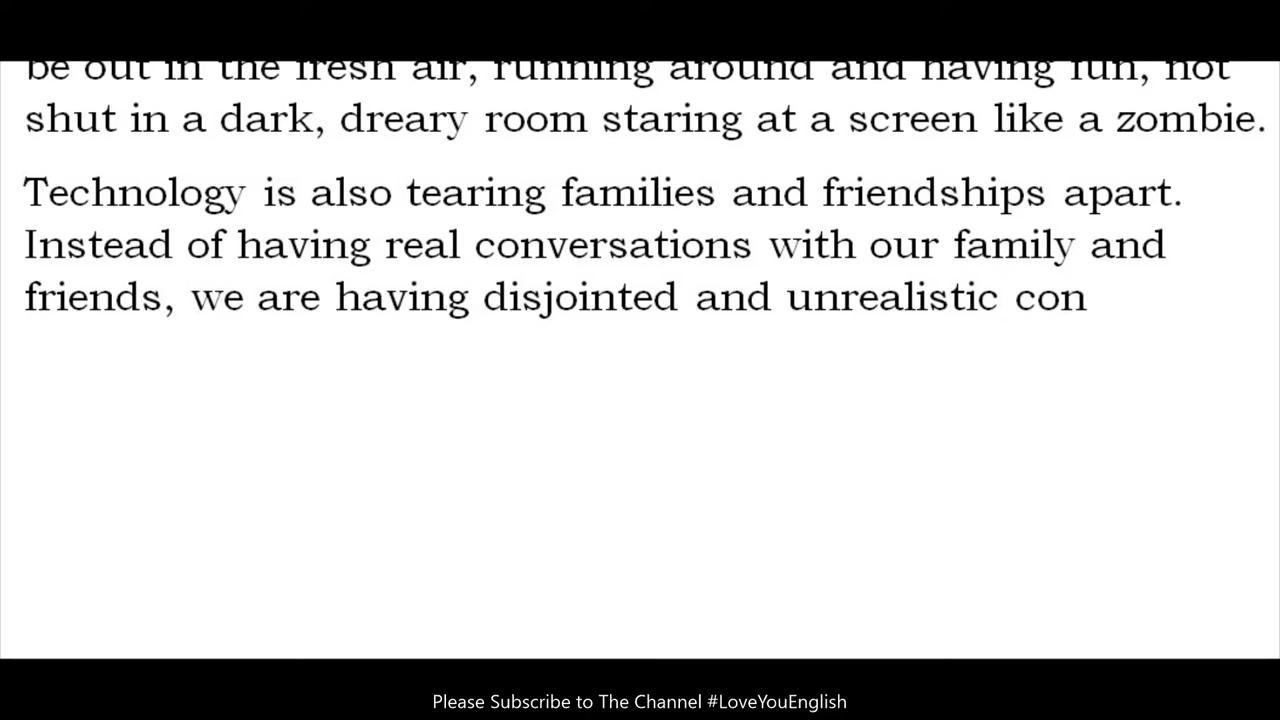 be out in the fresh air, running around and having fun, not
shut in a dark, dreary room staring at a screen like a zombie.
Technology is also tearing families and friendships apart.
Instead of having real conversations with our family and
friends, we are having disjointed and unrealistic con
Please Subscribe to The Channel #LoveYouEnglish